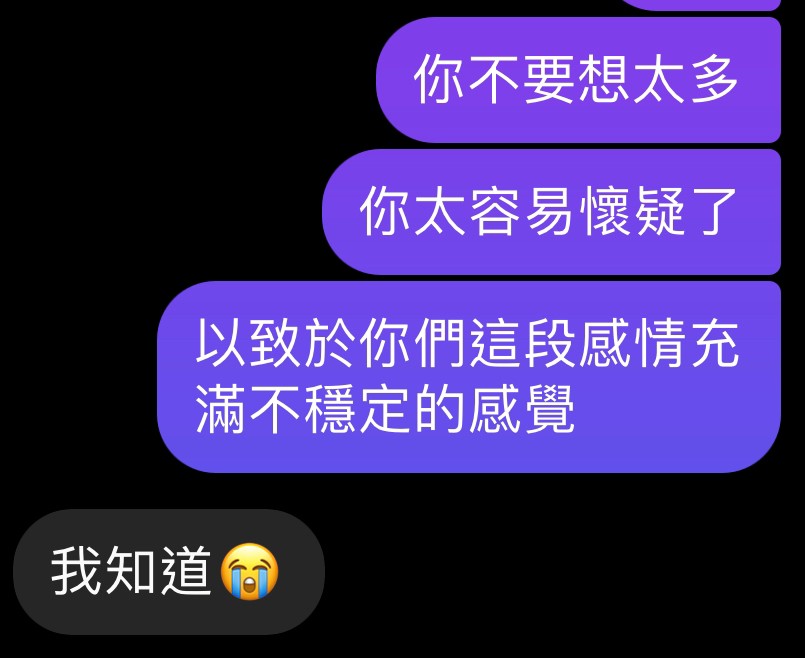 你不要想太多
你太容易懷疑了
以致於你們這段感情充
滿不穩定的感覺
我知道😭